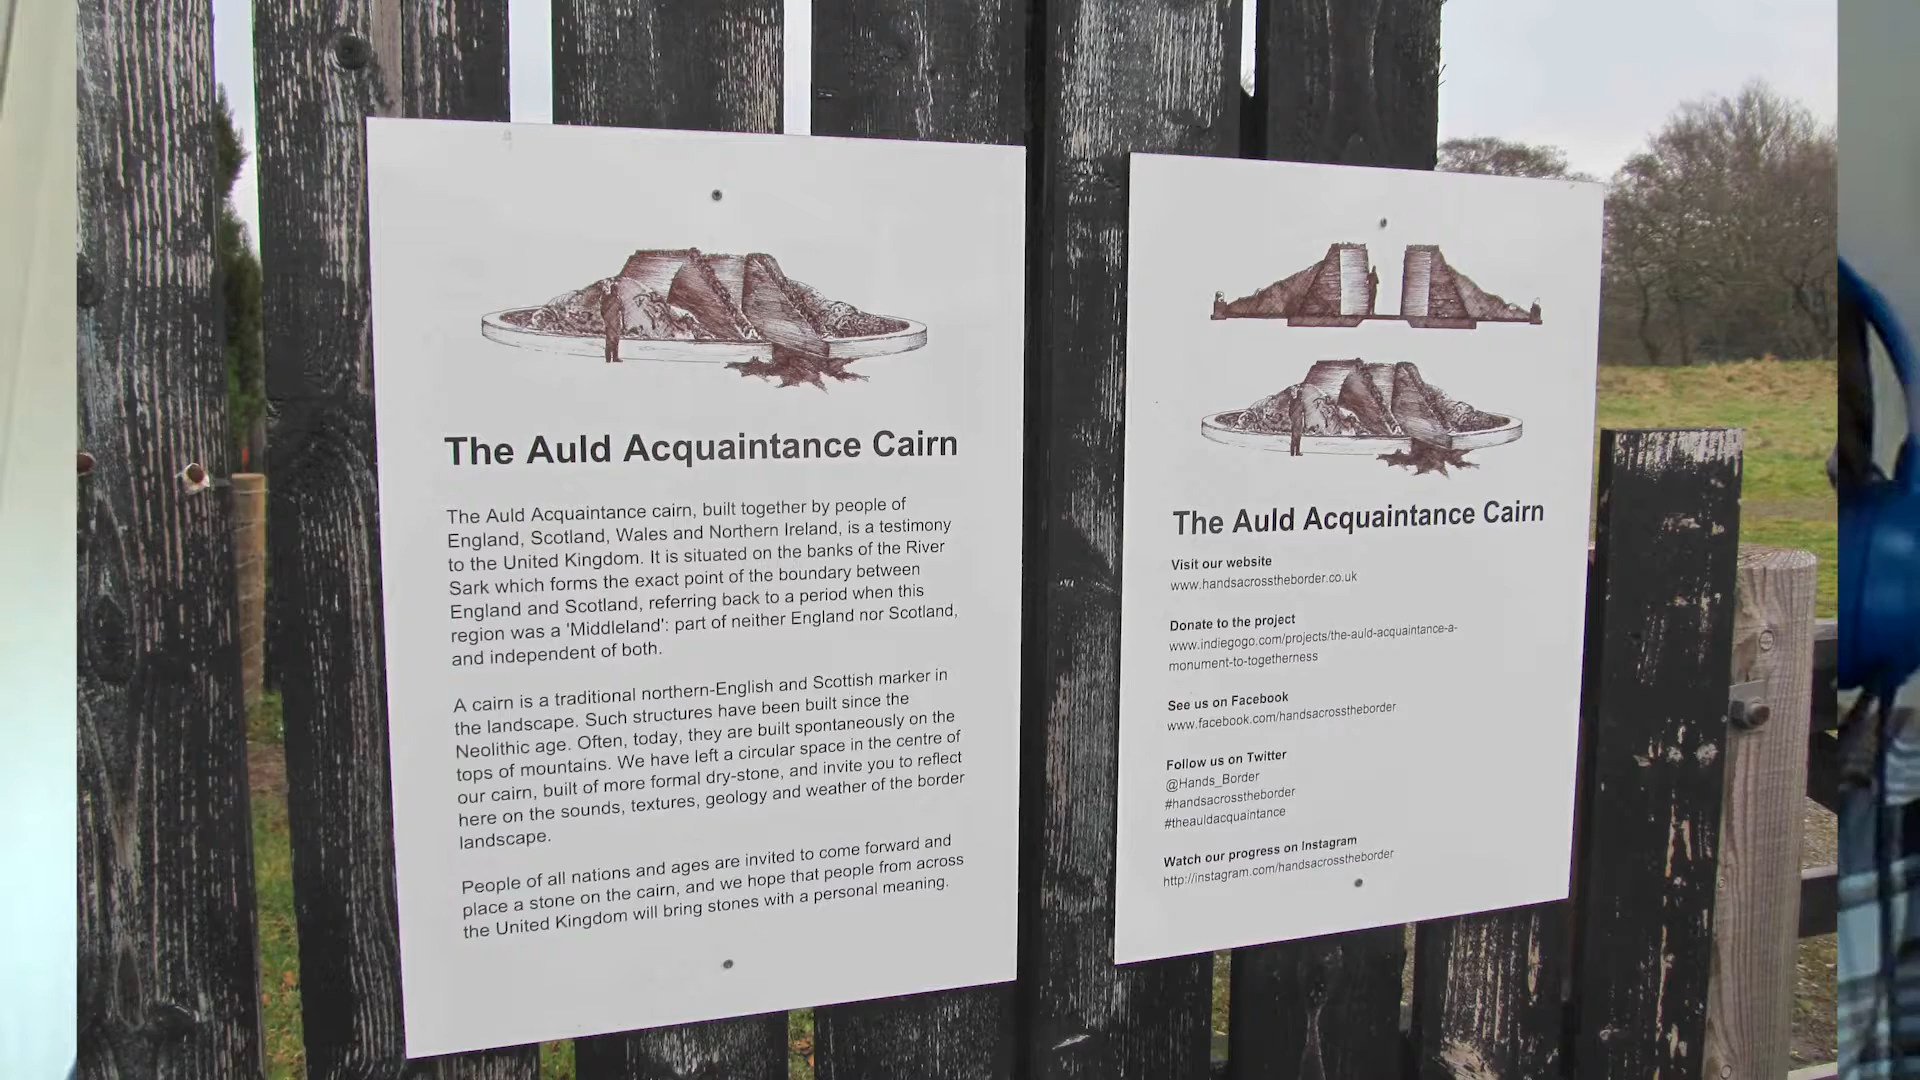 The Auld Acquaintance Cairn
The Auld Acquaintance cairn, built together by people of
England, Scotland, Wales and Northern Ireland, is a testimony
to the United Kingdom. It is situated on the banks of the River
Sark which forms the exact point of the boundary between
England and Scotland, referring back to a period when this
region was a 'Middleland': part of neither England nor Scotland,
and independent of both.
A cairn is a traditional northern-English and Scottish marker in
the landscape. Such structures have been built since the
Neolithic age. Often, today, they are built spontaneously on the
tops of mountains. We have left a circular space in the centre of
our cairn, built of more formal dry-stone, and invite you to reflect
here on the sounds, textures, geology and weather of the border
landscape.
People of all nations and ages are invited to come forward and
place a stone on the cairn, and we hope that people from across
the United Kingdom will bring stones with a personal meaning.
The Auld Acquaintance Cairn
Visit our website
www.handsacrosstheborder.co.uk
Donate to the project
www.indiegogo.com/projects/the-auld-acquaintance-a-
monument-to-togetherness
See us on Facebook
www.facebook.com/handsacrosstheborder
Follow us on Twitter
@Hands_Border
#handsacrosstheborder
#theauldacquaintance
Watch our progress on Instagram
http://instagram.com/handsacrosstheborder